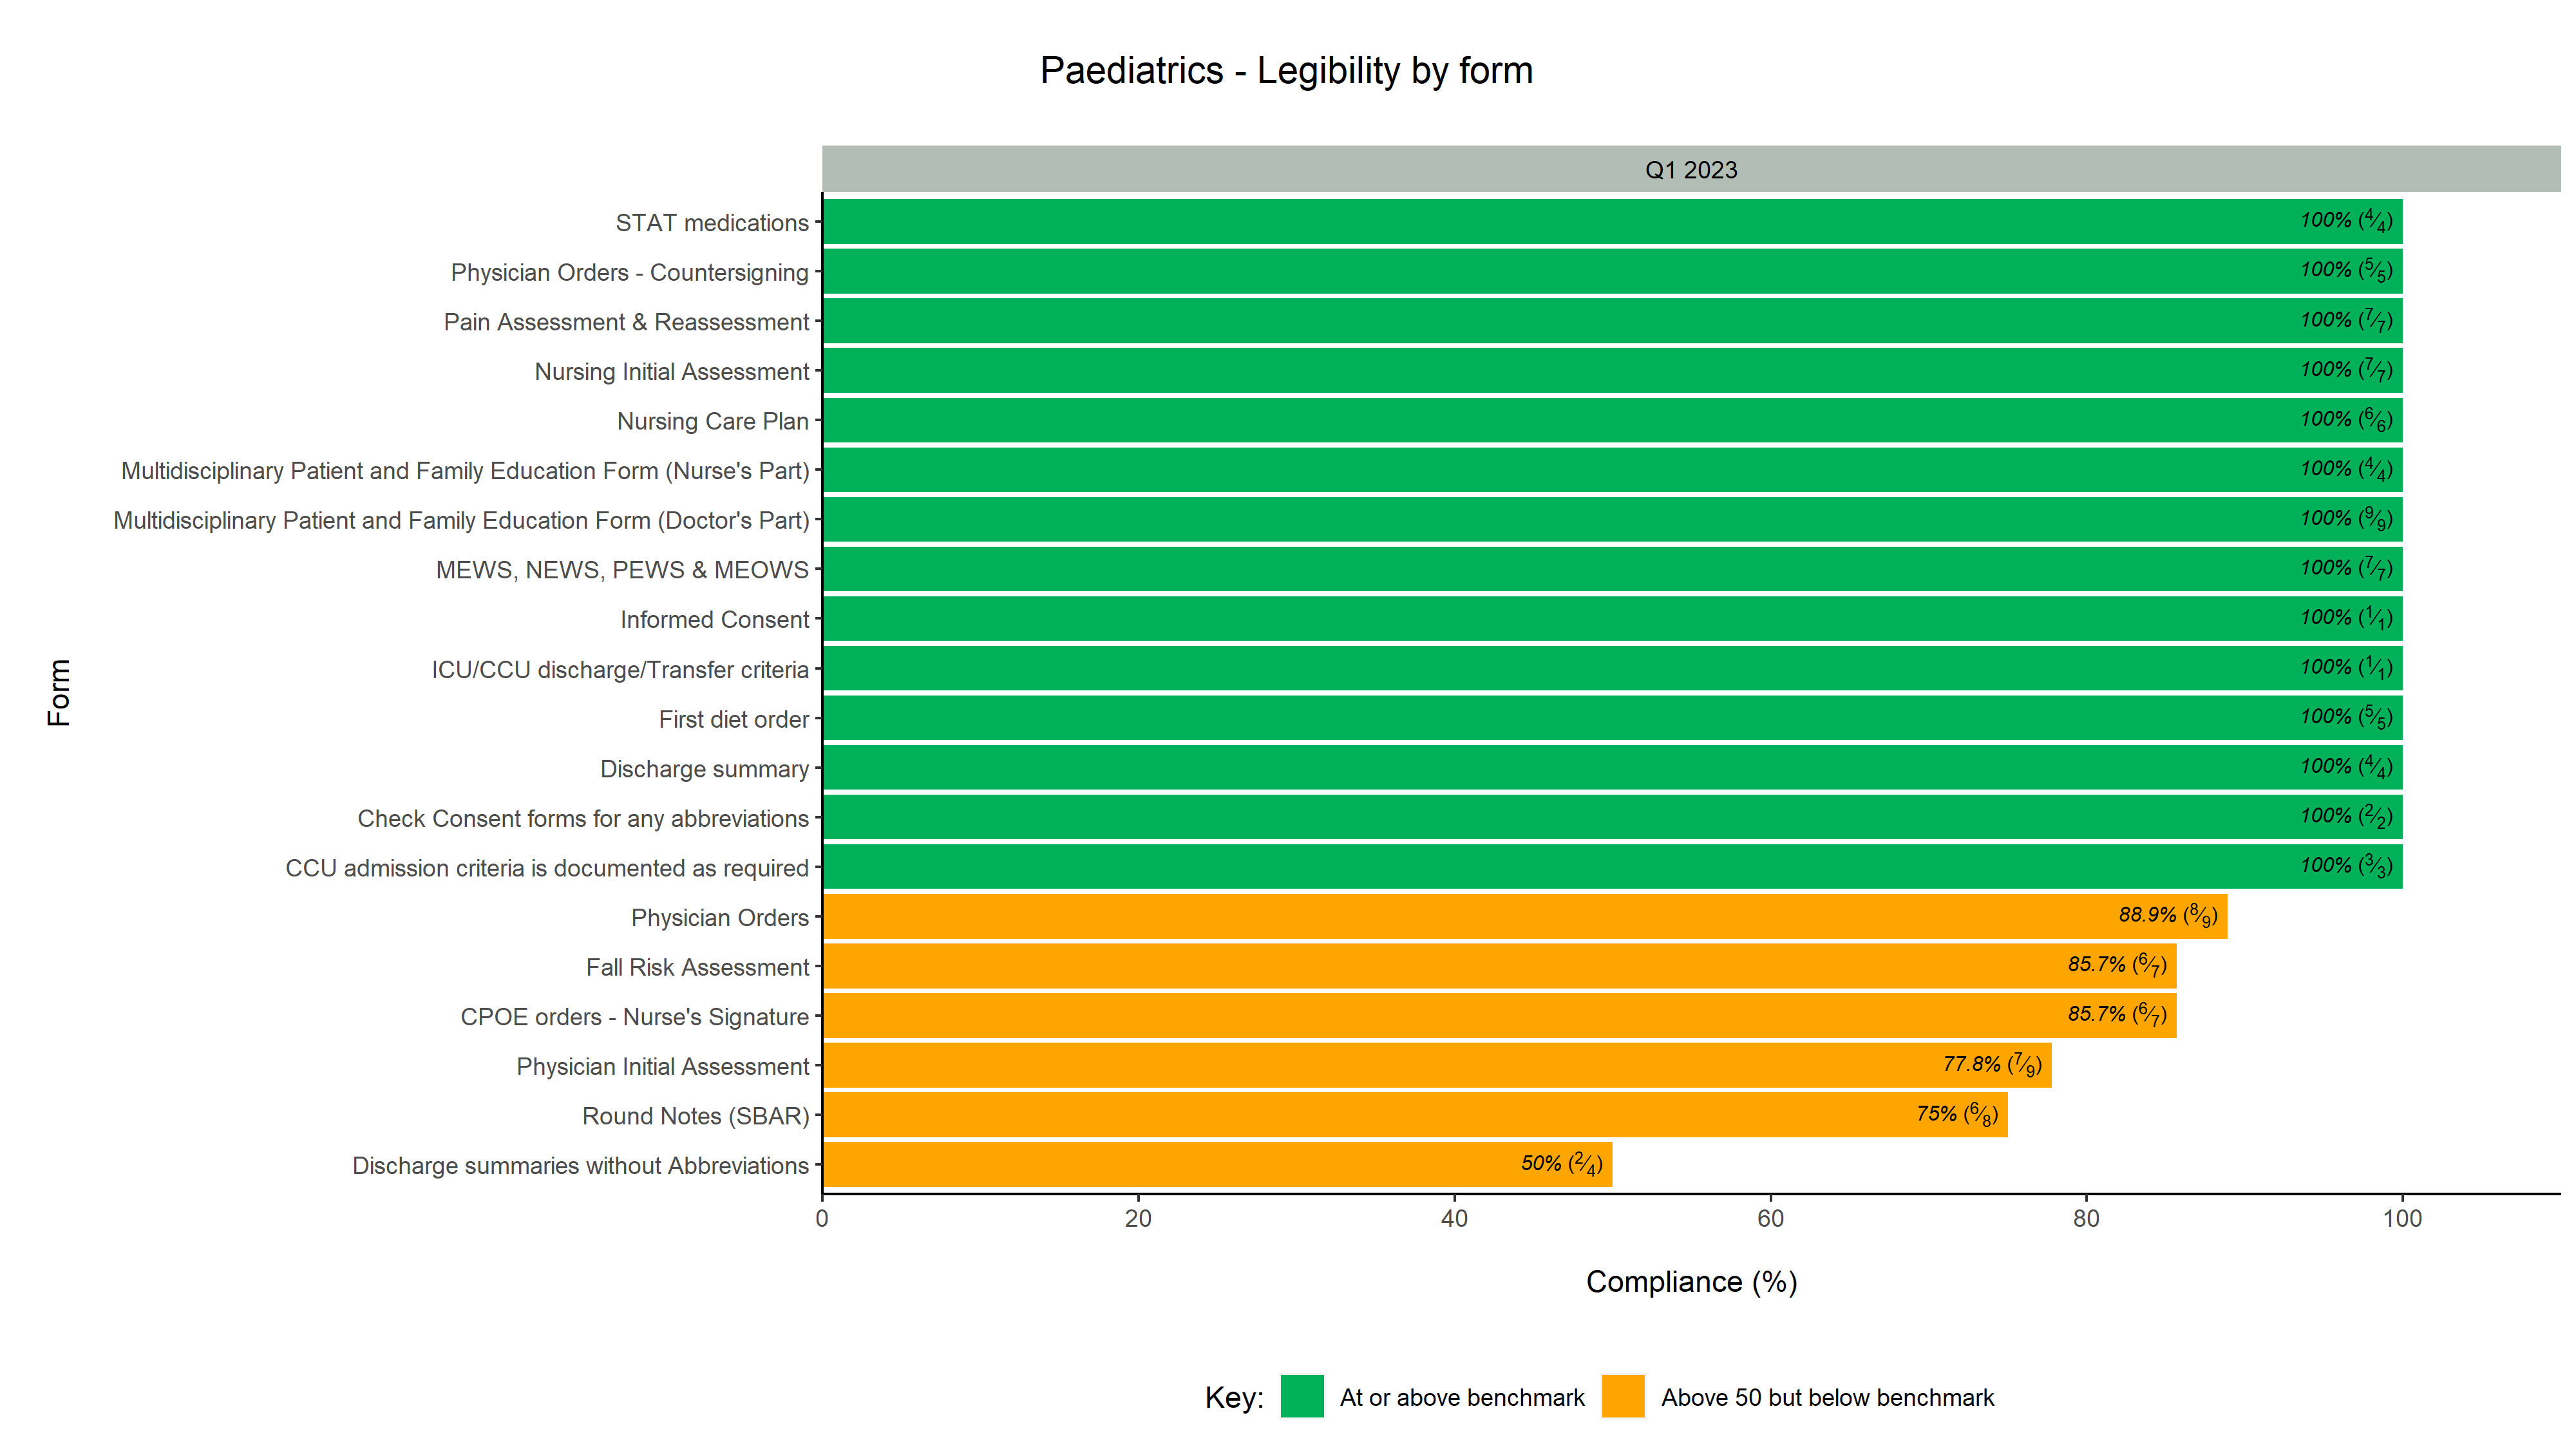 Paediatrics - Legibility by form
Q1 2023
STAT medications 100% (4⁄4)
Physician Orders - Countersigning 100% (5⁄5)
Pain Assessment & Reassessment 100% (7⁄7)
Nursing Initial Assessment 100% (7⁄7)
Nursing Care Plan 100% (6⁄6)
Multidisciplinary Patient and Family Education Form (Nurse's Part) 100% (4⁄4)
Multidisciplinary Patient and Family Education Form (Doctor's Part) 100% (9⁄9)
MEWS, NEWS, PEWS & MEOWS 100% (7⁄7)
Informed Consent 100% (1⁄1)
ICU/CCU discharge/Transfer criteria 100% (1⁄1)
First diet order 100% (5⁄5)
Discharge summary 100% (4⁄4)
Check Consent forms for any abbreviations 100% (2⁄2)
CCU admission criteria is documented as required 100% (3⁄3)
Physician Orders 88.9% (8⁄9)
Fall Risk Assessment 85.7% (6⁄7)
CPOE orders - Nurse's Signature 85.7% (6⁄7)
Physician Initial Assessment 77.8% (7⁄9)
Round Notes (SBAR) 75% (6⁄8)
Discharge summaries without Abbreviations 50% (2⁄4)
Form
0 20 40 60 80 100
Compliance (%)
Key: At or above benchmark Above 50 but below benchmark